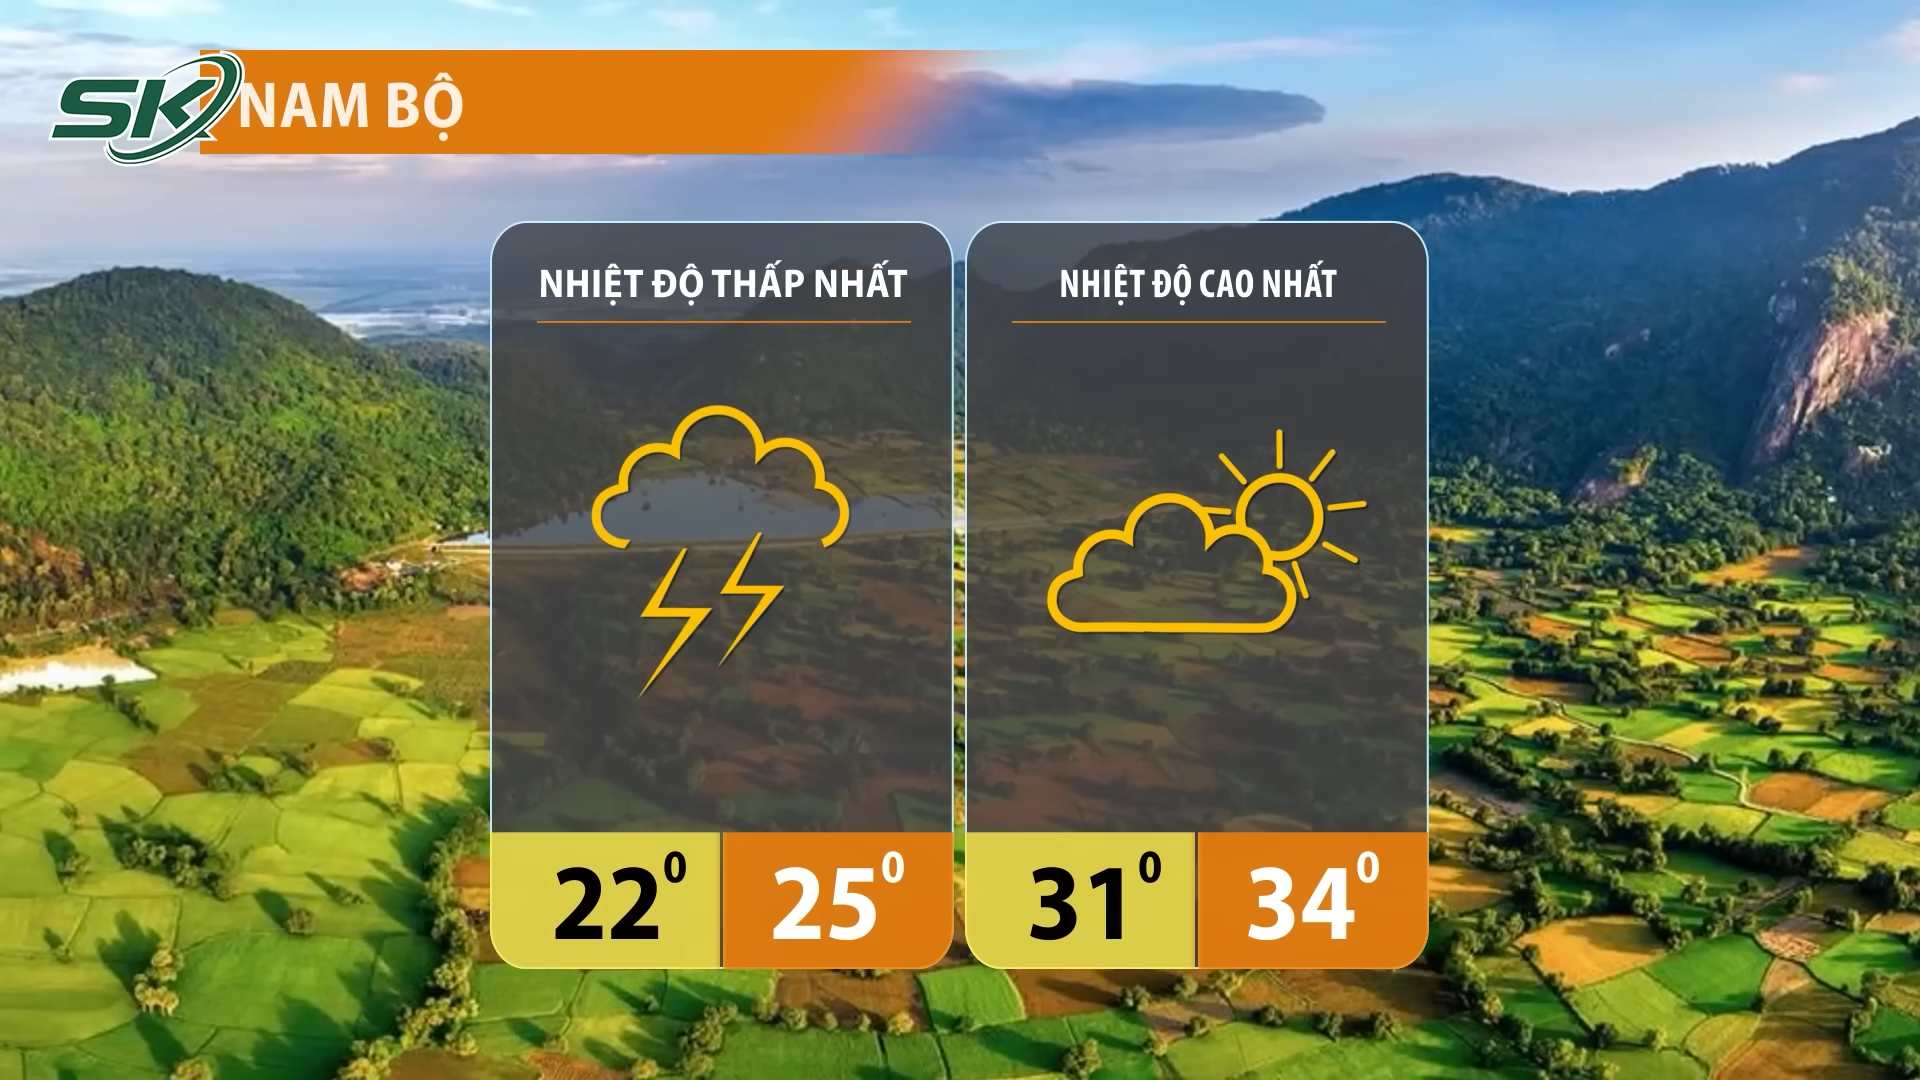 SK
NAM BỘ
NHIỆT ĐỘ THẤP NHẤT
NHIỆT ĐỘ CAO NHẤT
22⁰ 25⁰
31⁰ 34⁰